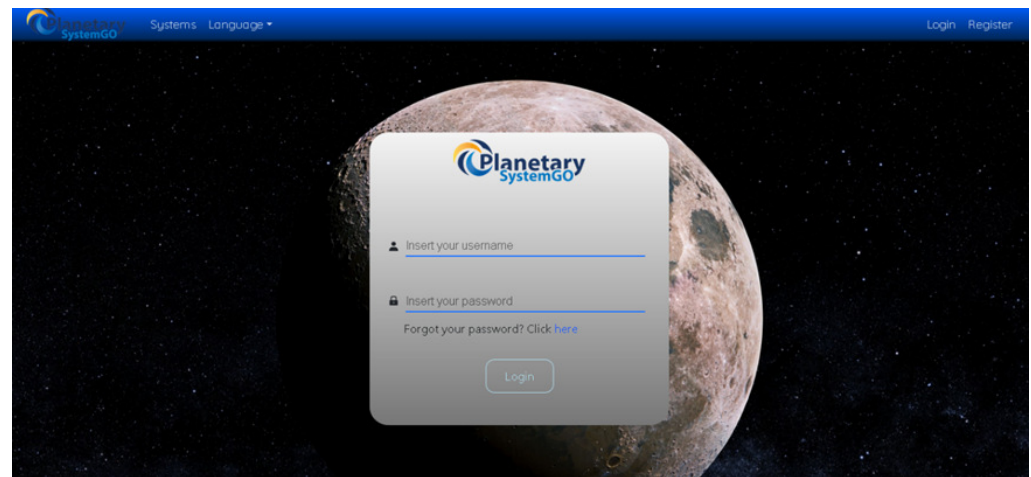 Planetary
SystemGO
Systems Language
Login Register
Planetary
SystemGO
Insert your username
Insert your password
Forgot your password? Click here
Login